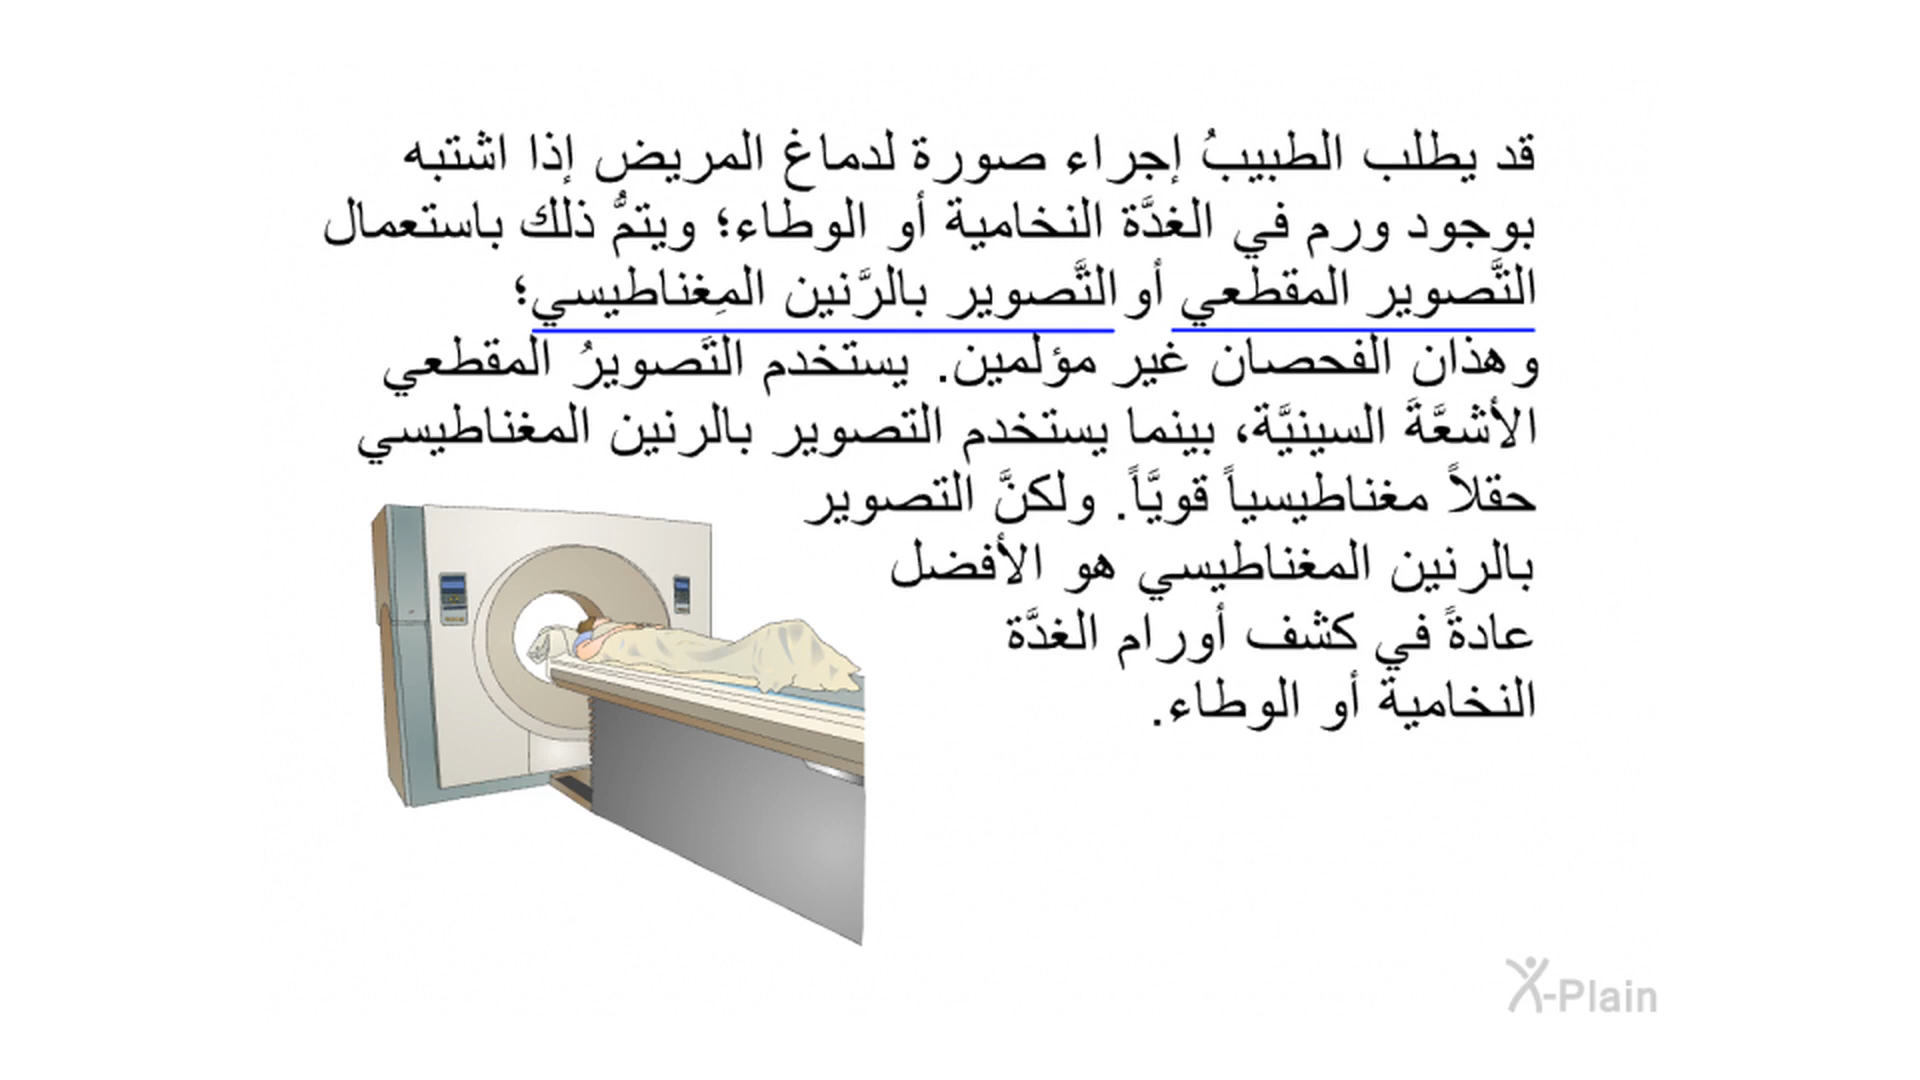 قد يطلب الطبيبُ إجراء صورة لدماغ المريض إذا اشتبه
بوجود ورم في الغدَّة النخامية أو الوطاء؛ ويتمُّ ذلك باستعمال
التَّصوير المقطعي أو التَّصوير بالرَّنين المِغناطيسي؛
وهذان الفحصان غير مؤلمين. يستخدم التَصويرُ المقطعي
الأشعَّةَ السينيَّة، بينما يستخدم التصوير بالرنين المغناطيسي
حقلاً مغناطيسياً قويَّاً. ولكنَّ التصوير
بالرنين المغناطيسي هو الأفضل
عادةً في كشف أورام الغدَّة
النخامية أو الوطاء.
X-Plain